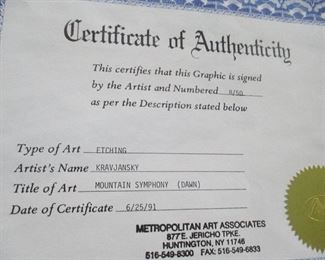 Certificate of Authenticity
This certifies that this Graphic is signed
by the Artist and Numbered 11/50
as per the Description stated below
Type of Art ETCHING
Artist's Name KRAVJANSKY
Title of Art MOUNTAIN SYMPHONY (DAWN)
Date of Certificate 6/25/91
METROPOLITAN ART ASSOCIATES
877 E. JERICHO TPKE.
HUNTINGTON, NY 11746
516-549-8300 FAX: 516-549-6833